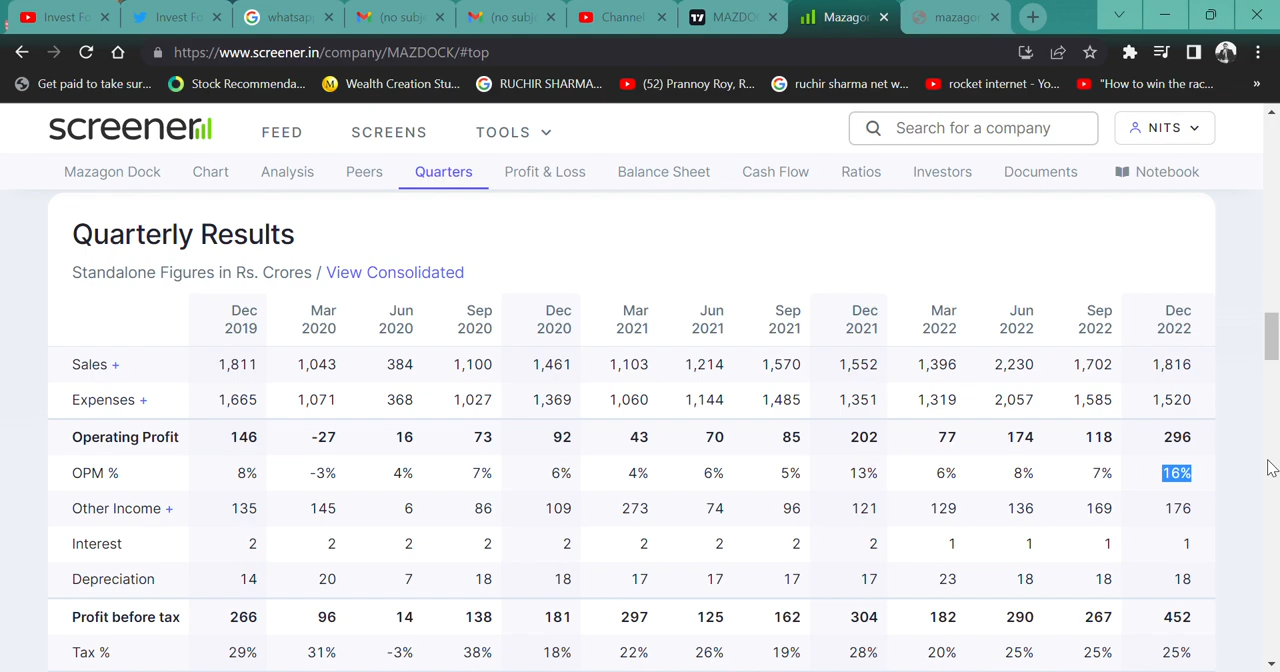 Invest Fo
Invest Fo
whatsap
(no subj
(no subj
Channel
MAZDO
Mazagon
mazagon
https://www.screener.in/company/MAZDOCK/#top
Get paid to take sur...
Stock Recommenda...
Wealth Creation Stu...
RUCHIR SHARMA...
(52) Prannoy Roy, R...
ruchir sharma net w...
rocket internet - Yo...
"How to win the rac...
»
screener
FEED
SCREENS
TOOLS
Search for a company
NITS
Mazagon Dock
Chart
Analysis
Peers
Quarters
Profit & Loss
Balance Sheet
Cash Flow
Ratios
Investors
Documents
Notebook
Quarterly Results
Standalone Figures in Rs. Crores / View Consolidated
Dec 2019 Mar 2020 Jun 2020 Sep 2020 Dec 2020 Mar 2021 Jun 2021 Sep 2021 Dec 2021 Mar 2022 Jun 2022 Sep 2022 Dec 2022
Sales + 1,811 1,043 384 1,100 1,461 1,103 1,214 1,570 1,552 1,396 2,230 1,702 1,816
Expenses + 1,665 1,071 368 1,027 1,369 1,060 1,144 1,485 1,351 1,319 2,057 1,585 1,520
Operating Profit 146 -27 16 73 92 43 70 85 202 77 174 118 296
OPM % 8% -3% 4% 7% 6% 4% 6% 5% 13% 6% 8% 7% 16%
Other Income + 135 145 6 86 109 273 74 96 121 129 136 169 176
Interest 2 2 2 2 2 2 2 2 2 1 1 1 1
Depreciation 14 20 7 18 18 17 17 17 17 23 18 18 18
Profit before tax 266 96 14 138 181 297 125 162 304 182 290 267 452
Tax % 29% 31% -3% 38% 18% 22% 26% 19% 28% 20% 25% 25% 25%